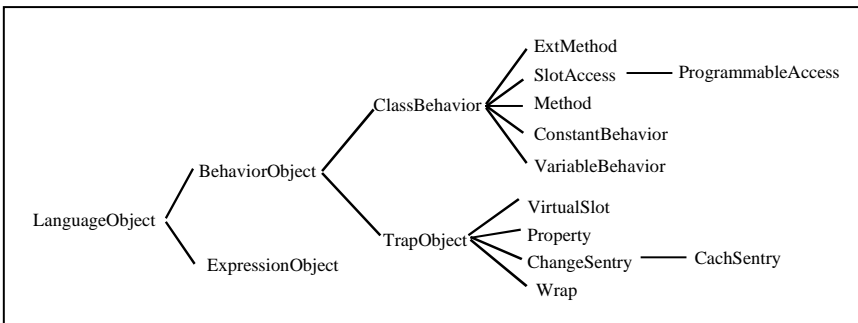 ExtMethod
SlotAccess
ProgrammableAccess
ClassBehavior
Method
ConstantBehavior
VariableBehavior
BehaviorObject
LanguageObject
VirtualSlot
TrapObject
Property
ChangeSentry
CachSentry
ExpressionObject
Wrap